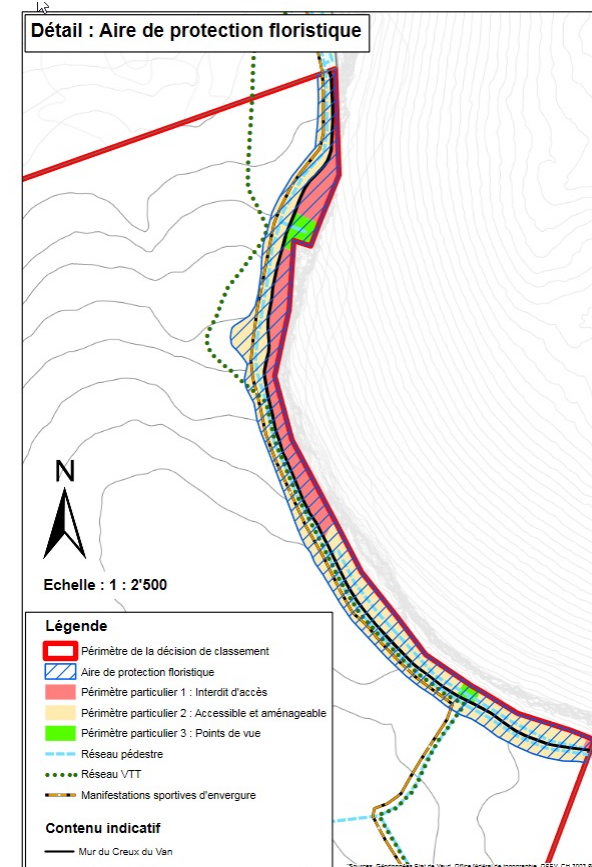 Détail : Aire de protection floristique
N
Echelle : 1 : 2'500
Légende
Périmètre de la décision de classement
Aire de protection floristique
Périmètre particulier 1 : Interdit d'accès
Périmètre particulier 2 : Accessible et aménageable
Périmètre particulier 3 : Points de vue
Réseau pédestre
Réseau VTT
Manifestations sportives d'envergure
Contenu indicatif
Mur du Creux du Van